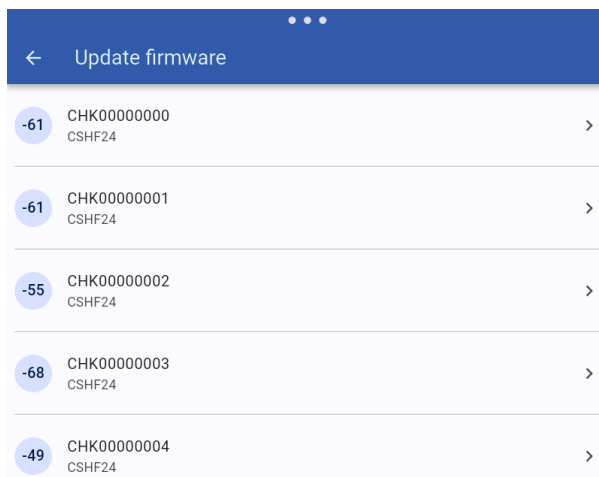 Update firmware
-61
CHK00000000
CSHF24
-61
CHK00000001
CSHF24
-55
CHK00000002
CSHF24
-68
CHK00000003
CSHF24
-49
CHK00000004
CSHF24